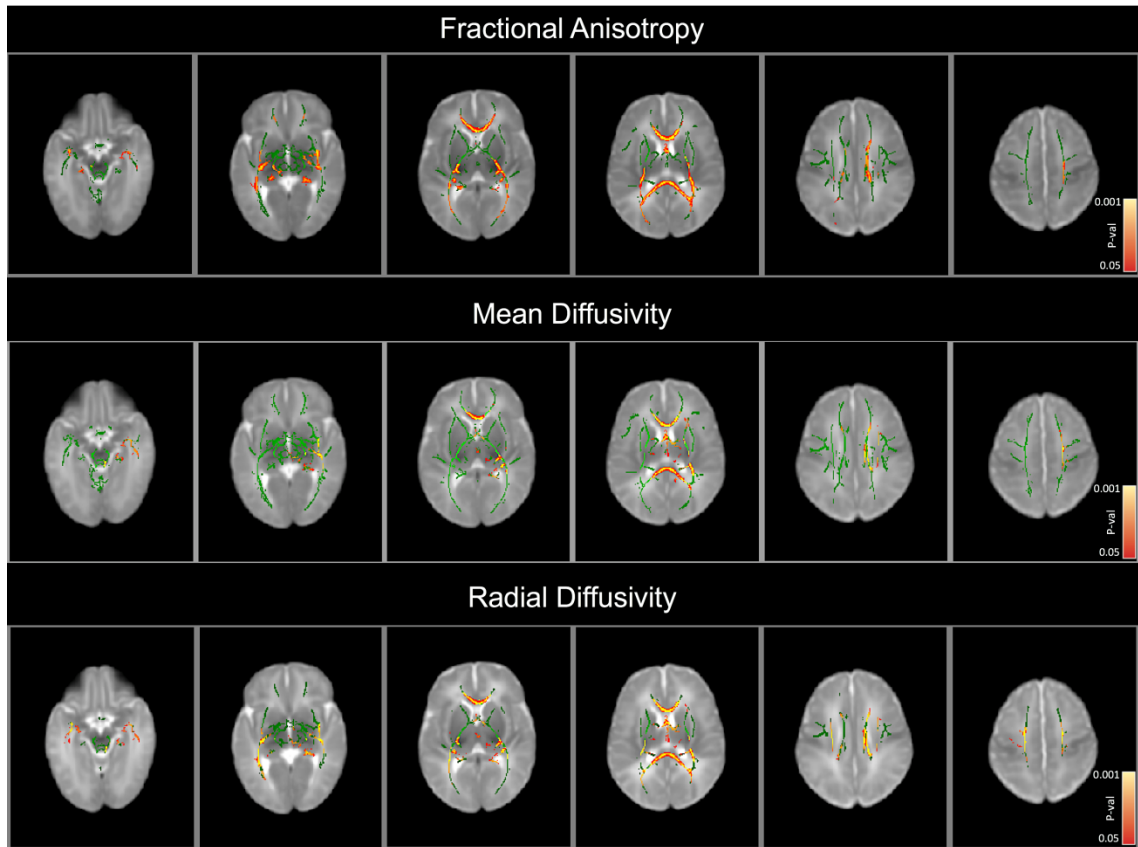 Fractional Anisotropy
0.001
P-val
0.05
Mean Diffusivity
0.001
P-val
0.05
Radial Diffusivity
0.001
P-val
0.05